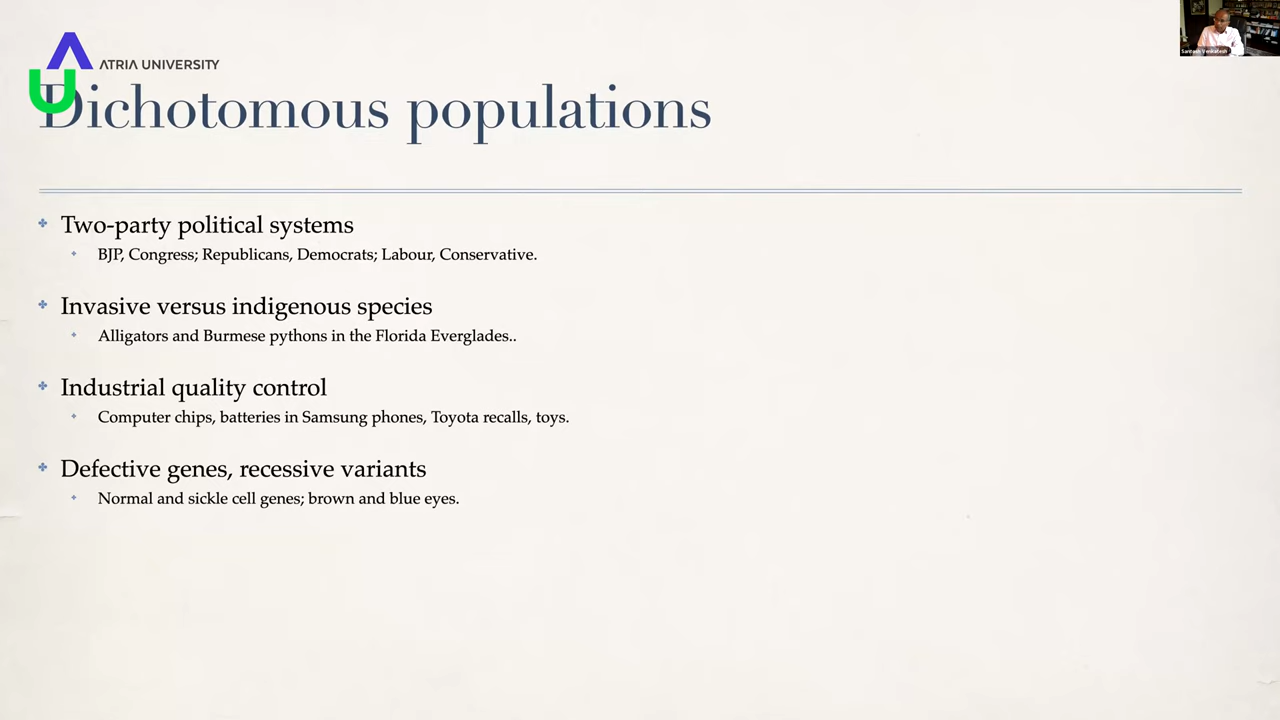 ATRIA UNIVERSITY
Dichotomous populations
Two-party political systems
BJP, Congress; Republicans, Democrats; Labour, Conservative.
Invasive versus indigenous species
Alligators and Burmese pythons in the Florida Everglades..
Industrial quality control
Computer chips, batteries in Samsung phones, Toyota recalls, toys.
Defective genes, recessive variants
Normal and sickle cell genes; brown and blue eyes.
Santosh Venkatesh